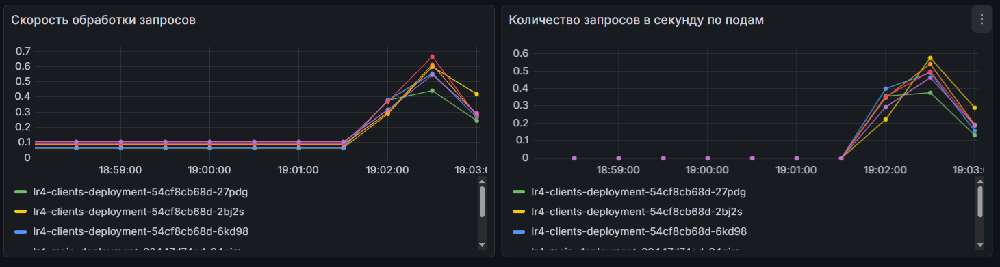 Скорость обработки запросов
0.7
0.6
0.5
0.4
0.3
0.2
0.1
0
18:59:00
19:00:00
19:01:00
19:02:00
lr4-clients-deployment-54cf8cb68d-27pdg
lr4-clients-deployment-54cf8cb68d-2bj2s
lr4-clients-deployment-54cf8cb68d-6kd98
Количество запросов в секунду по подам
0.6
0.5
0.4
0.3
0.2
0.1
0
18:59:00
19:00:00
19:01:00
19:02:00
lr4-clients-deployment-54cf8cb68d-27pdg
lr4-clients-deployment-54cf8cb68d-2bj2s
lr4-clients-deployment-54cf8cb68d-6kd98